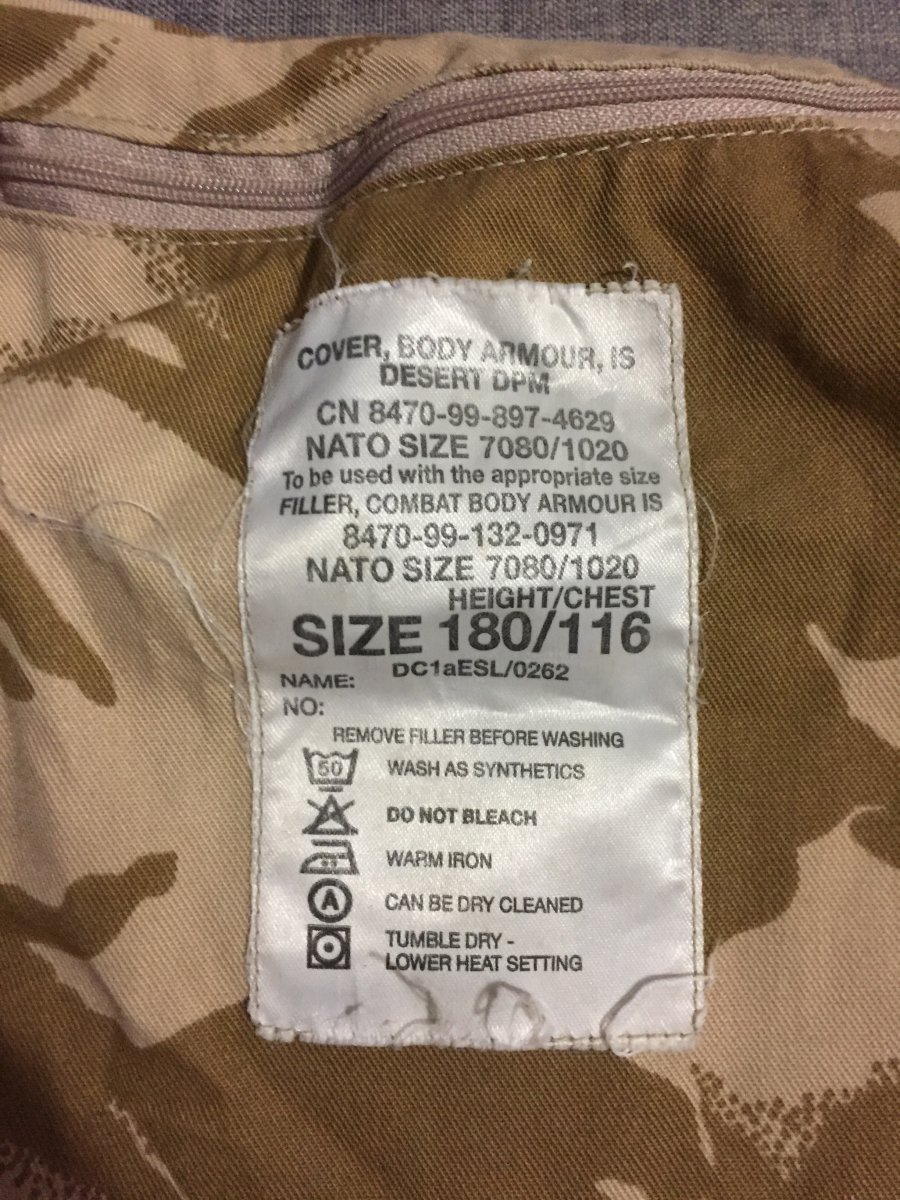 COVER, BODY ARMOUR, IS
DESERT DPM
CN 8470-99-897-4629
NATO SIZE 7080/1020
To be used with the appropriate size
FILLER, COMBAT BODY ARMOUR IS
8470-99-132-0971
NATO SIZE 7080/1020
HEIGHT/CHEST
SIZE 180/116
DC1aESL/0262
NAME:
NO:
REMOVE FILLER BEFORE WASHING
50 WASH AS SYNTHETICS
DO NOT BLEACH
WARM IRON
A CAN BE DRY CLEANED
TUMBLE DRY -
LOWER HEAT SETTING